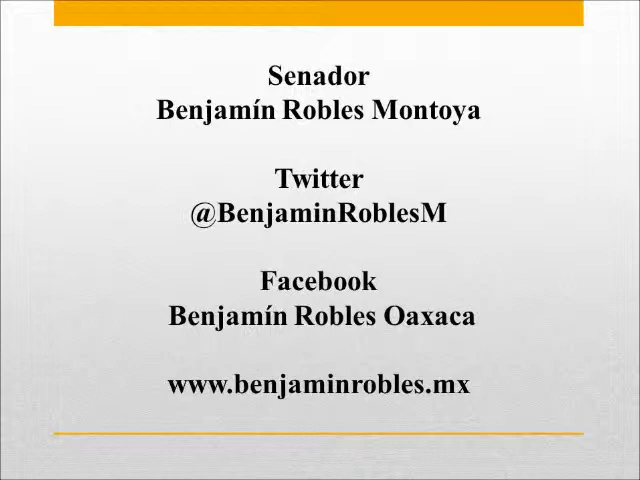 Senador
Benjamín Robles Montoya
Twitter
@BenjaminRoblesM
Facebook
Benjamín Robles Oaxaca
www.benjaminrobles.mx